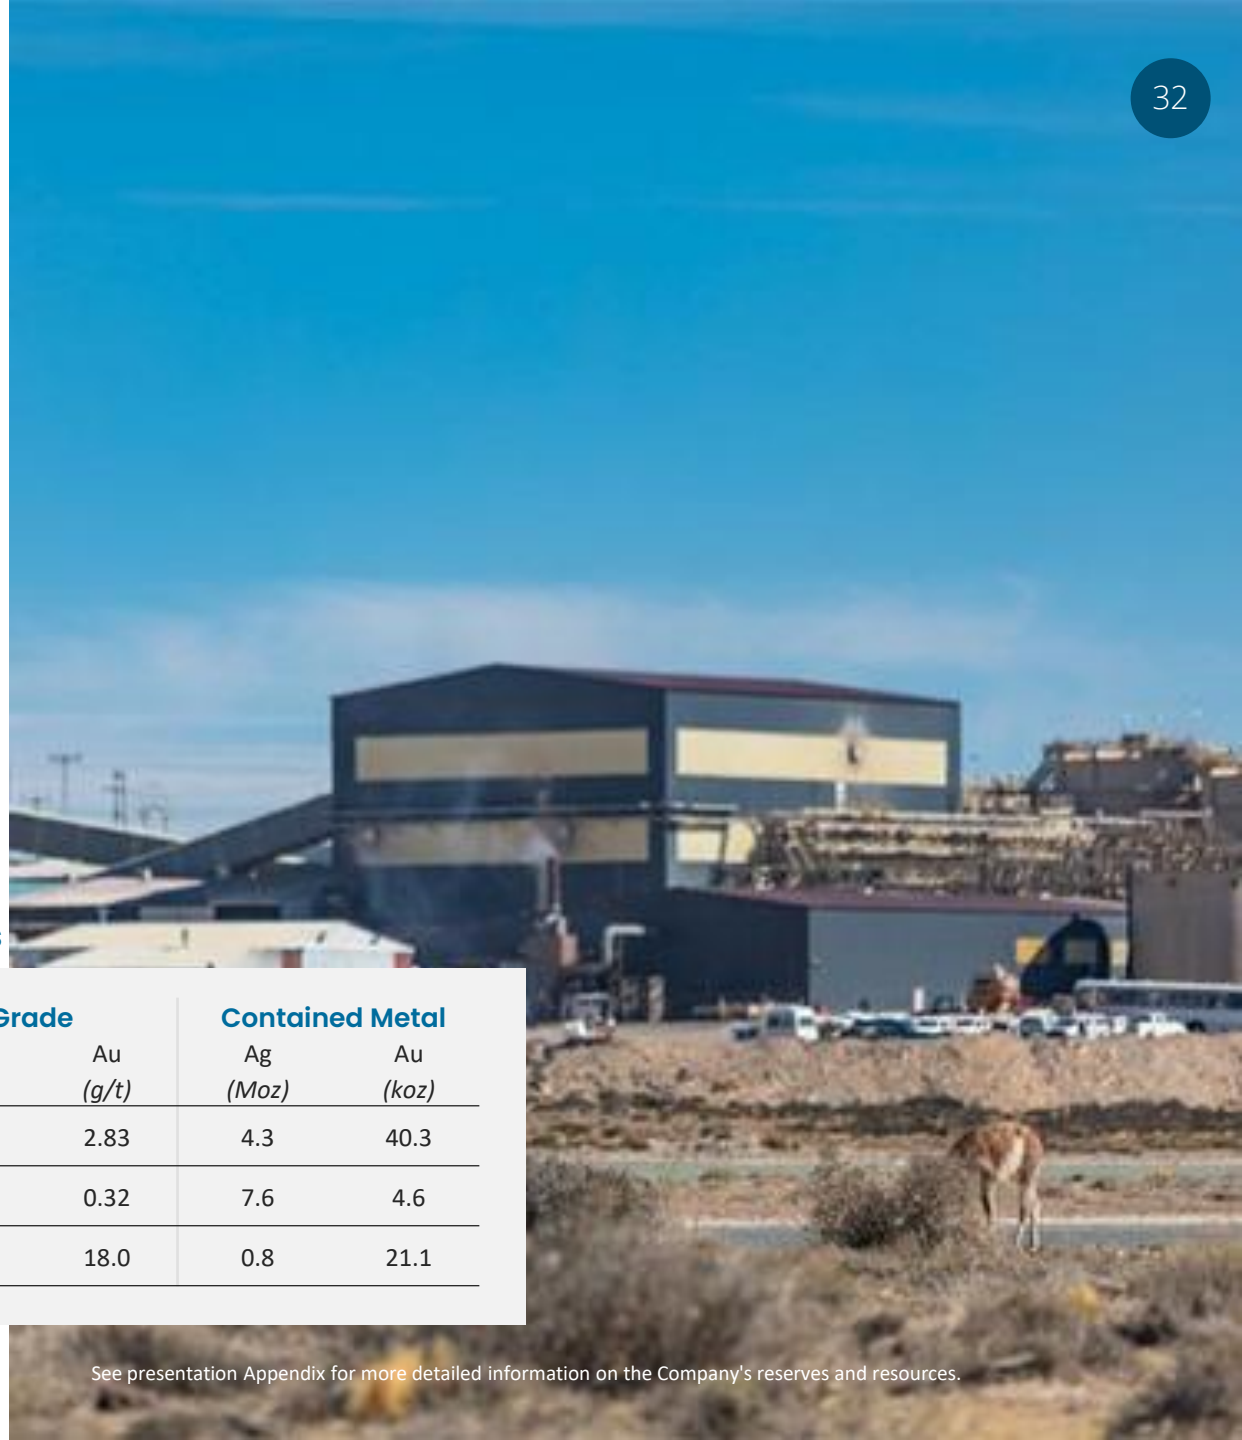 32
Grade Contained Metal
Au Ag Au
(g/t) (Moz) (koz)
2.83 4.3 40.3
0.32 7.6 4.6
18.0 0.8 21.1
See presentation Appendix for more detailed information on the Company's reserves and resources.